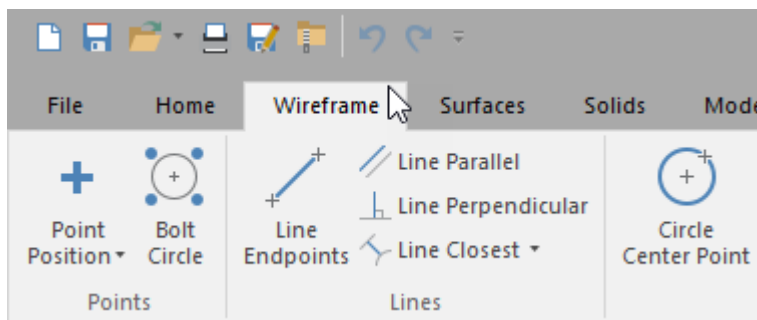 File Home Wireframe Surfaces Solids Mode
Line Parallel
Line Perpendicular
Point Position Bolt Circle Line Endpoints Line Closest Circle Center Point
Points Lines